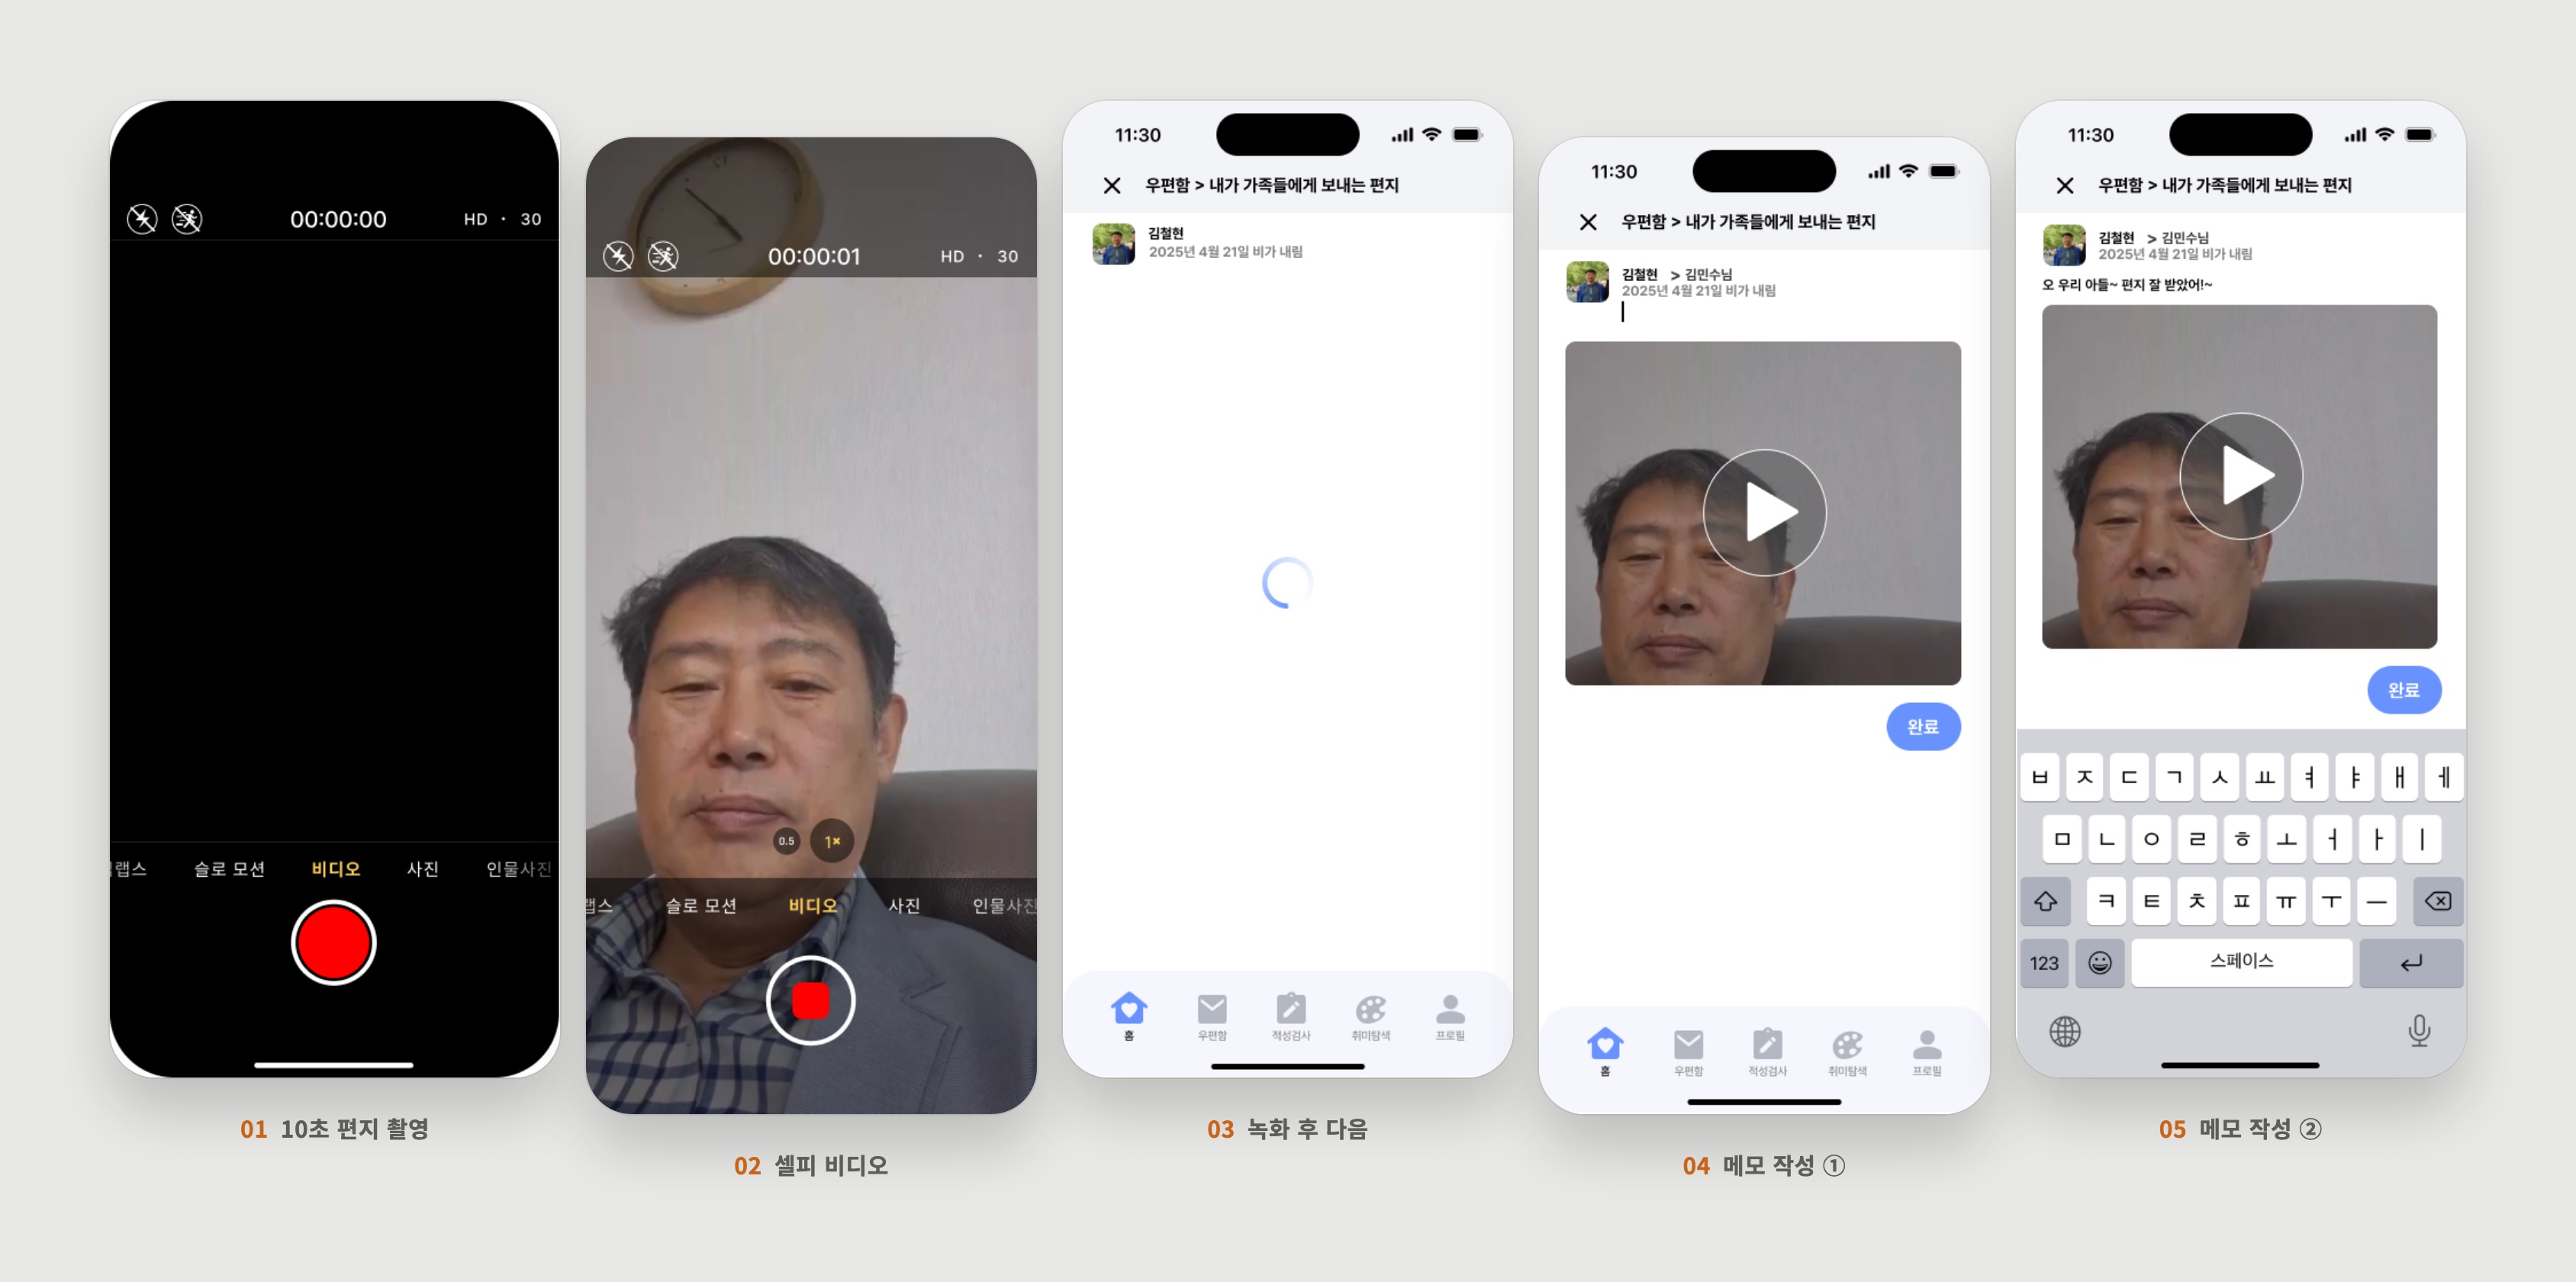 00:00:00
HD · 30
랩스 슬로 모션 비디오 사진 인물사진
01 10초 편지 촬영
12
00:00:01
HD · 30
0.5 1×
랩스 슬로 모션 비디오 사진 인물사진
02 셀피 비디오
11:30
우편함 > 내가 가족들에게 보내는 편지
김철현
2025년 4월 21일 비가 내림
홈 우편함 적성검사 취미탐색 프로필
03 녹화 후 다음
11:30
우편함 > 내가 가족들에게 보내는 편지
김철현 > 김민수님
2025년 4월 21일 비가 내림
완료
홈 우편함 적성검사 취미탐색 프로필
04 메모 작성 ①
11:30
우편함 > 내가 가족들에게 보내는 편지
김철현 > 김민수님
2025년 4월 21일 비가 내림
오 우리 아들~ 편지 잘 받았어!~
완료
ㅂ ㅈ ㄷ ㄱ ㅅ ㅛ ㅕ ㅑ ㅐ ㅔ
ㅁ ㄴ ㅇ ㄹ ㅎ ㅗ ㅓ ㅏ ㅣ
ㅋ ㅌ ㅊ ㅍ ㅠ ㅜ ㅡ
123 스페이스
05 메모 작성 ②